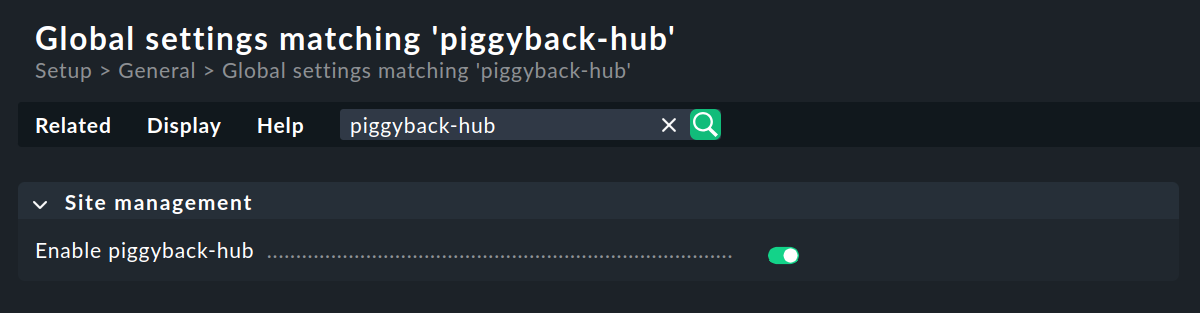 Global settings matching 'piggyback-hub'
Setup > General > Global settings matching 'piggyback-hub'
Related Display Help piggyback-hub
Site management
Enable piggyback-hub